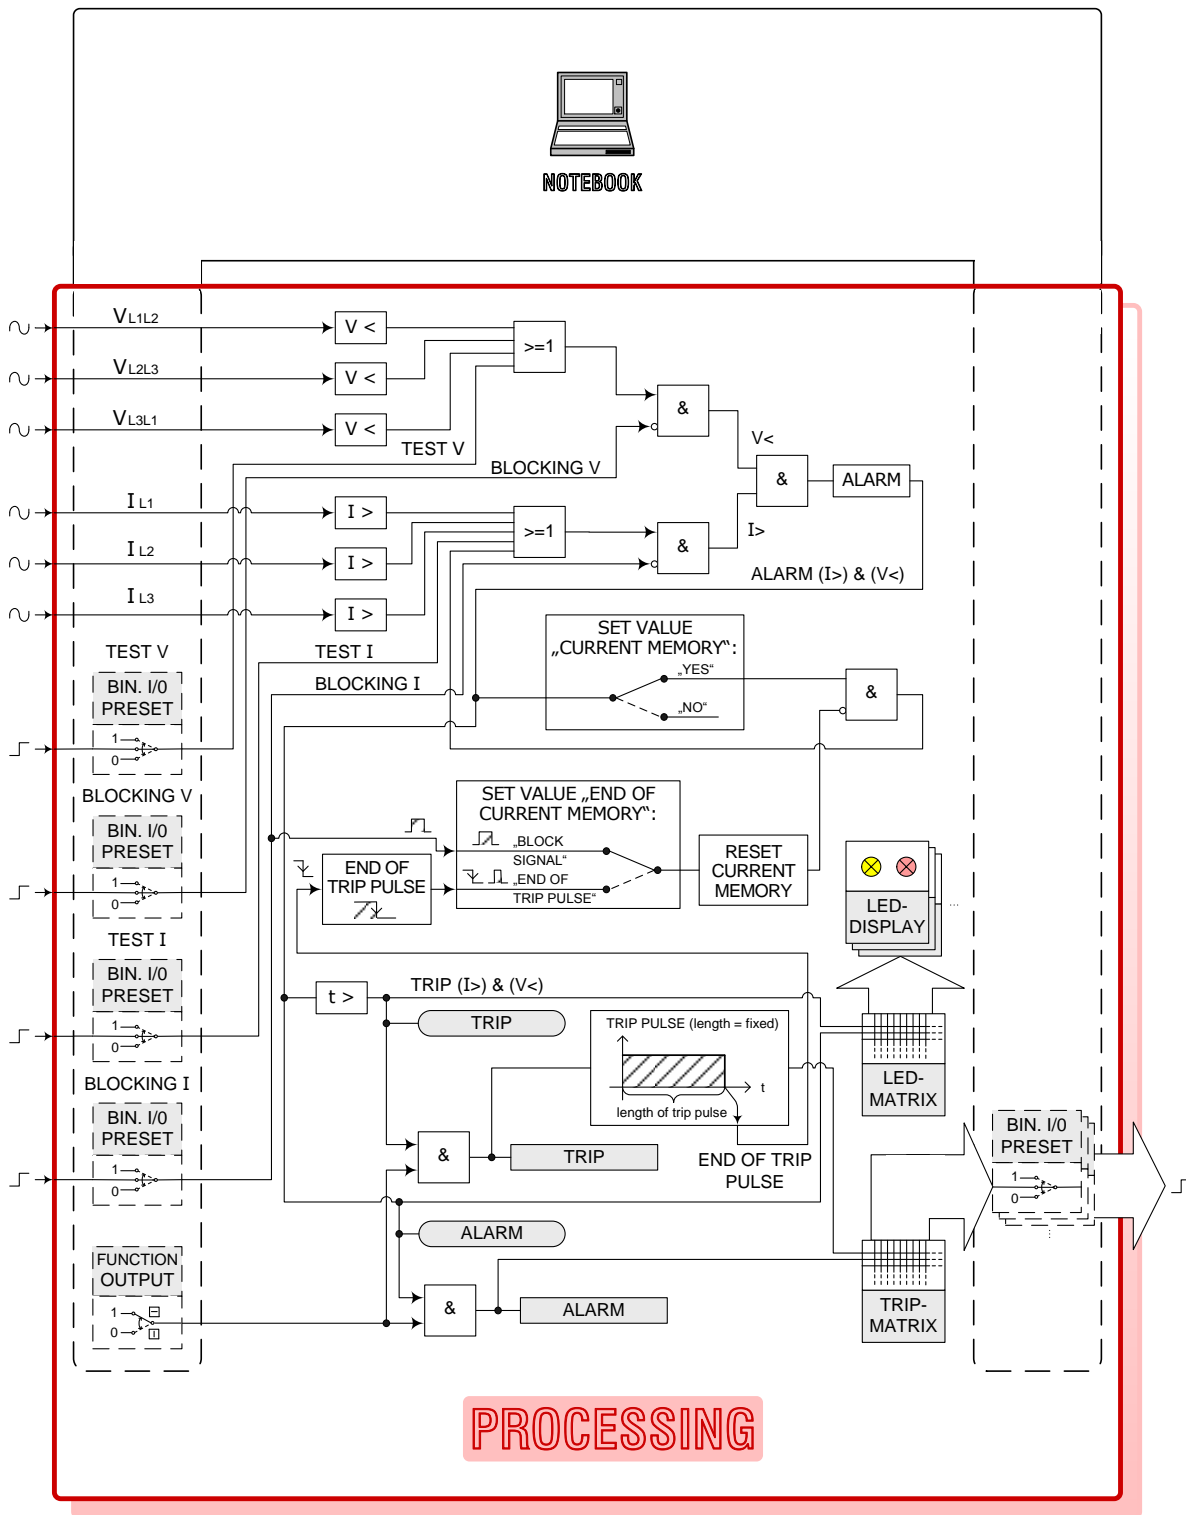 NOTEBOOK
VL1L2
V <
>=1
VL2L3
V <
VL3L1
V <
&
TEST V
V<
BLOCKING V
&
ALARM
IL1
I >
>=1
I>
IL2
I >
&
ALARM (I>) & (V<)
IL3
I >
SET VALUE
„CURRENT MEMORY“:
TEST V
TEST I
„YES“
BIN. I/0
PRESET
BLOCKING I
&
„NO“
1
0
BLOCKING V
SET VALUE „END OF
CURRENT MEMORY“:
BIN. I/0
PRESET
„BLOCK
SIGNAL“
RESET
CURRENT
MEMORY
END OF
TRIP PULSE
„END OF
TRIP PULSE“
1
0
LED-
DISPLAY
...
TEST I
BIN. I/0
PRESET
t >
TRIP (I>) & (V<)
TRIP
TRIP PULSE (length = fixed)
1
0
t
length of trip pulse
LED-
MATRIX
BLOCKING I
BIN. I/0
PRESET
BIN. I/0
PRESET
&
TRIP
END OF TRIP
PULSE
1
0
1
0
...
ALARM
FUNCTION
OUTPUT
&
ALARM
1
0
TRIP-
MATRIX
PROCESSING